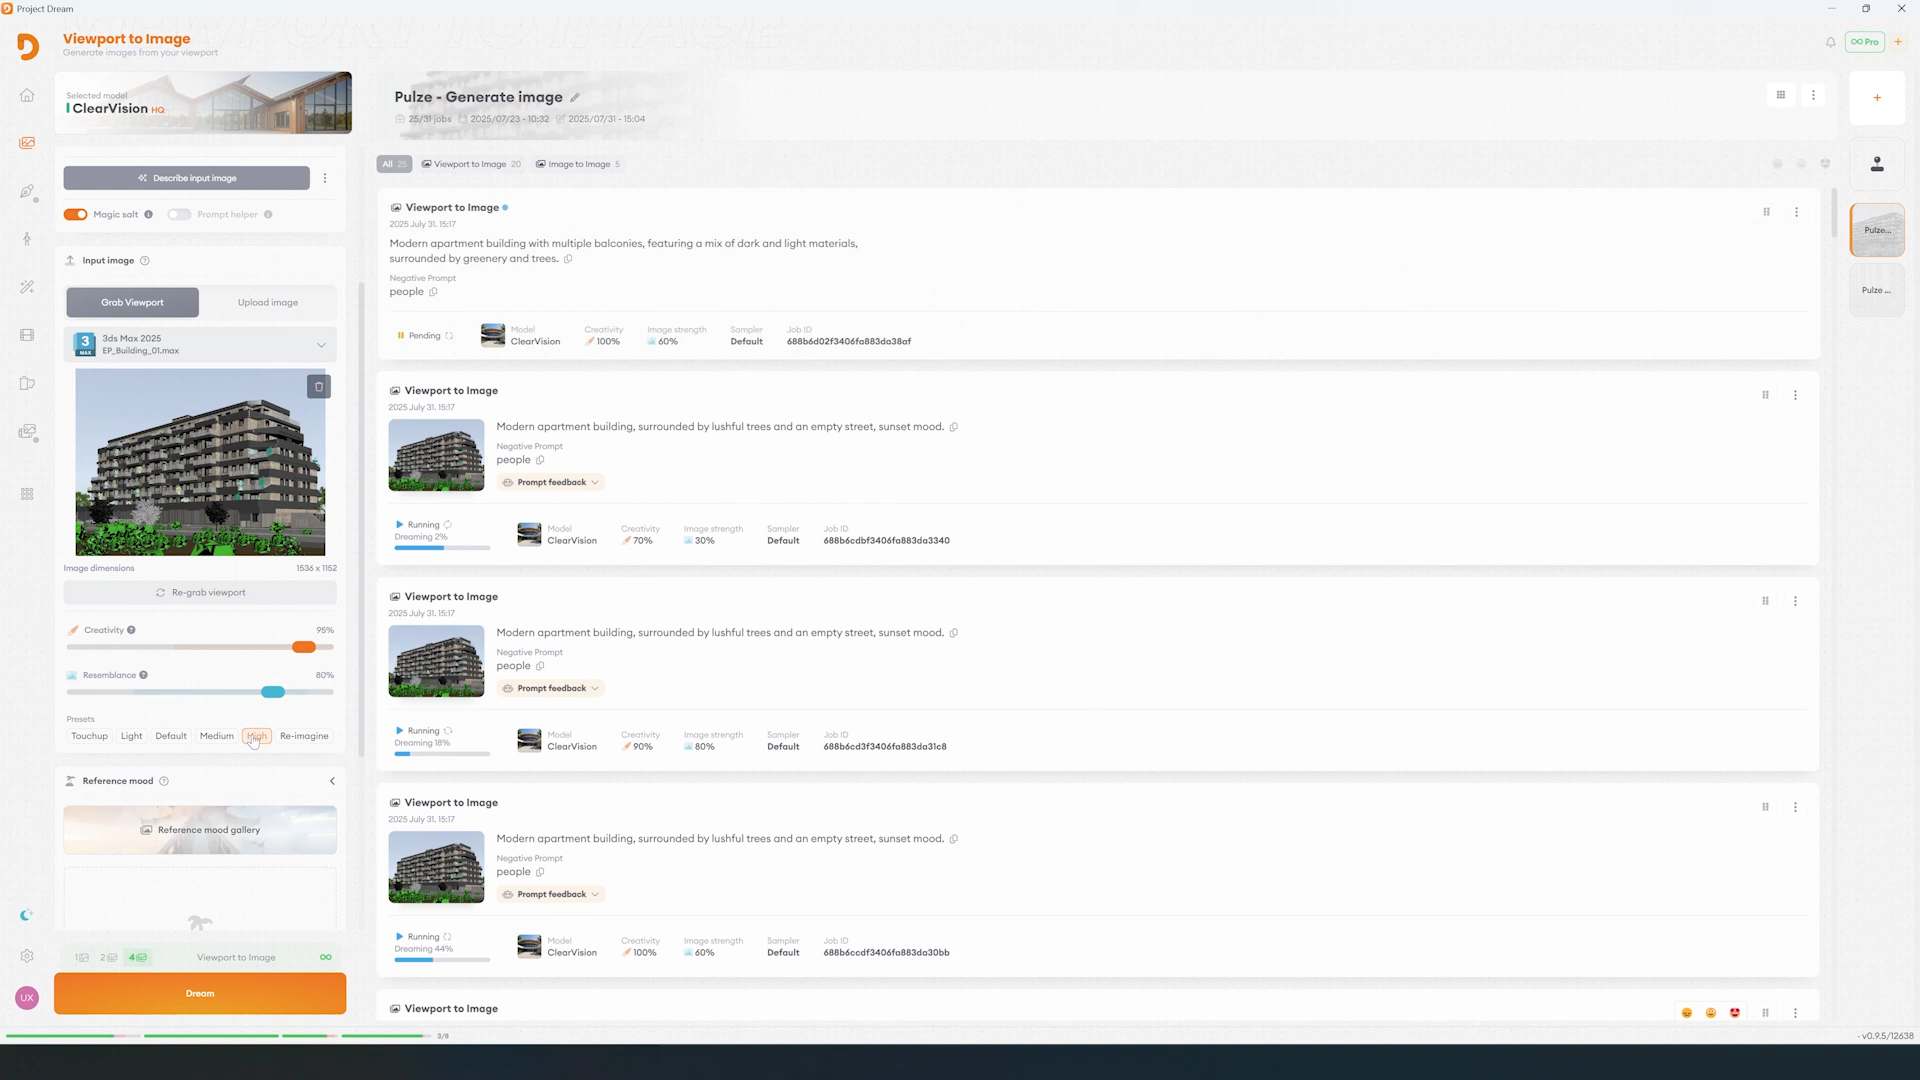 Project Dream
Viewport to Image
Generate images from your viewport
Pro
Selected model
ClearVision HQ
Describe input image
Magic salt
Prompt helper
Input image
Grab Viewport
Upload image
3ds Max 2025
EP_Building_01.max
Image dimensions
1536 x 1152
Re-grab viewport
Creativity
95%
Resemblance
80%
Presets
Touchup
Light
Default
Medium
High
Re-imagine
Reference mood
Reference mood gallery
1
2
4
Viewport to Image
Dream
UX
3/8
Pulze - Generate image
25/31 jobs
2025/07/23 - 10:32
2025/07/31 - 15:04
All 25
Viewport to Image 20
Image to Image 5
Viewport to Image
2025 July 31. 15:17
Modern apartment building with multiple balconies, featuring a mix of dark and light materials,
surrounded by greenery and trees.
Negative Prompt
people
Pending
Model
ClearVision
Creativity
100%
Image strength
60%
Sampler
Default
Job ID
688b6d02f3406fa883da38af
Viewport to Image
2025 July 31. 15:17
Modern apartment building, surrounded by lushful trees and an empty street, sunset mood.
Negative Prompt
people
Prompt feedback
Running
Dreaming 2%
Model
ClearVision
Creativity
70%
Image strength
30%
Sampler
Default
Job ID
688b6cdbf3406fa883da3340
Viewport to Image
2025 July 31. 15:17
Modern apartment building, surrounded by lushful trees and an empty street, sunset mood.
Negative Prompt
people
Prompt feedback
Running
Dreaming 18%
Model
ClearVision
Creativity
90%
Image strength
80%
Sampler
Default
Job ID
688b6cd3f3406fa883da31c8
Viewport to Image
2025 July 31. 15:17
Modern apartment building, surrounded by lushful trees and an empty street, sunset mood.
Negative Prompt
people
Prompt feedback
Running
Dreaming 44%
Model
ClearVision
Creativity
100%
Image strength
60%
Sampler
Default
Job ID
688b6ccdf3406fa883da30bb
Viewport to Image
Pulze...
Pulze ...
v0.9.5/12638